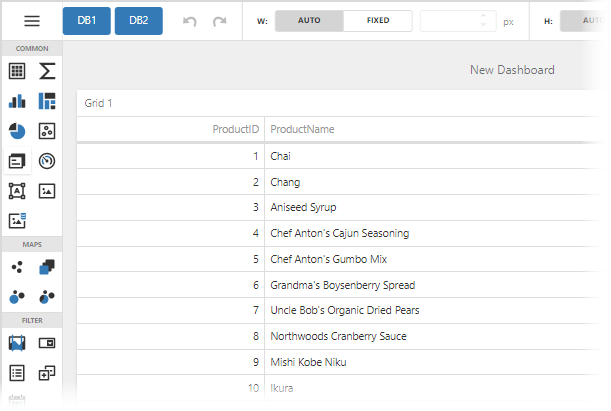 DB1 DB2 W: AUTO FIXED px H: AUTO
COMMON
New Dashboard
Grid 1
ProductID ProductName
1 Chai
2 Chang
3 Aniseed Syrup
4 Chef Anton's Cajun Seasoning
5 Chef Anton's Gumbo Mix
6 Grandma's Boysenberry Spread
7 Uncle Bob's Organic Dried Pears
8 Northwoods Cranberry Sauce
9 Mishi Kobe Niku
10 Ikura
MAPS
FILTER